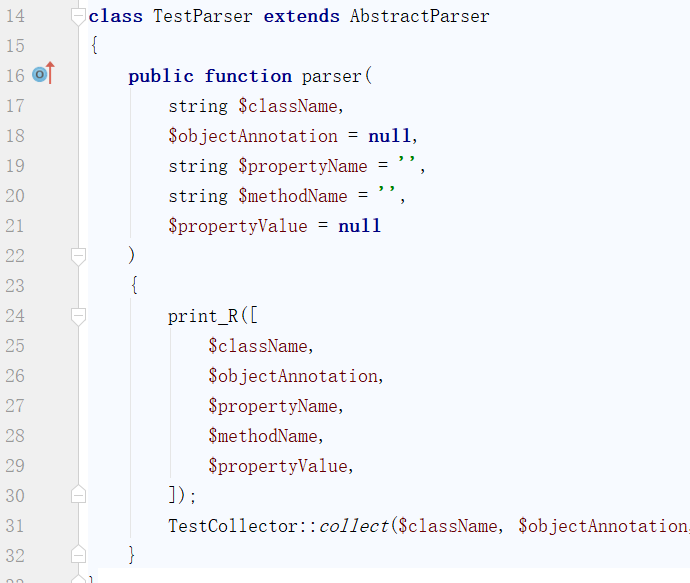 14 class TestParser extends AbstractParser
15 {
16 public function parser(
17 string $className,
18 $objectAnnotation = null,
19 string $propertyName = '',
20 string $methodName = '',
21 $propertyValue = null
22 )
23 {
24 print_R([
25 $className,
26 $objectAnnotation,
27 $propertyName,
28 $methodName,
29 $propertyValue,
30 ]);
31 TestCollector::collect($className, $objectAnnotation,
32 }